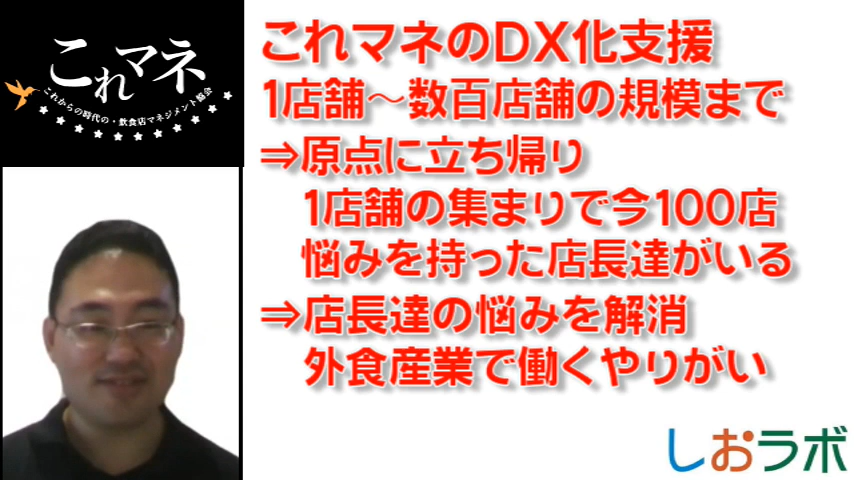 これマネ
これからの時代の・飲食店マネジメント協会
これマネのDX化支援
1店舗～数百店舗の規模まで
⇒原点に立ち帰り
1店舗の集まりで今100店
悩みを持った店長達がいる
⇒店長達の悩みを解消
外食産業で働くやりがい
しおラボ